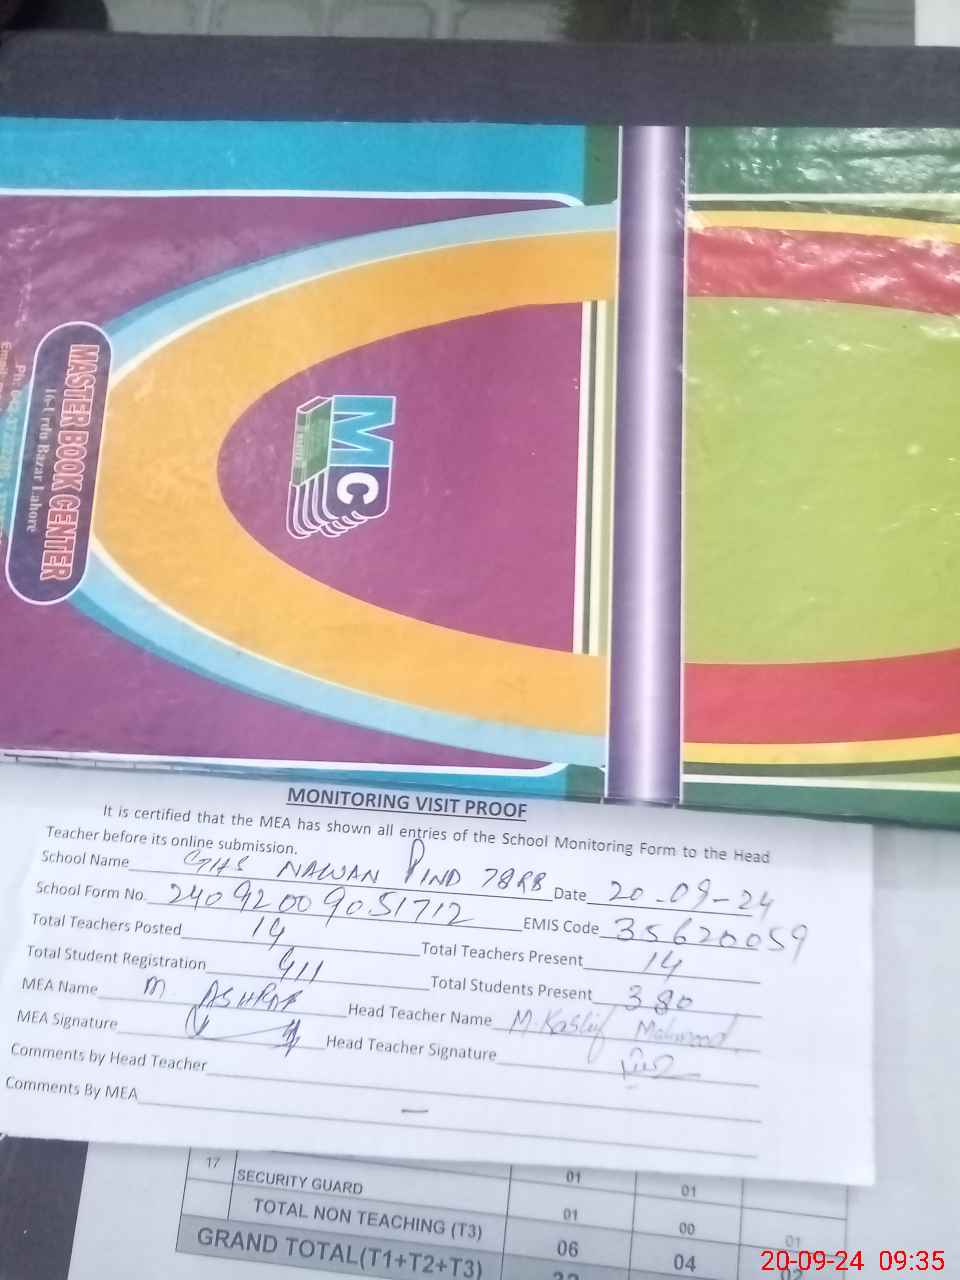 MASTER BOOK CENTER
16-Urdu Bazar Lahore
MC
MONITORING VISIT PROOF
It is certified that the MEA has shown all entries of the School Monitoring Form to the Head
Teacher before its online submission.
School Name GHS NAWAN PIND 78RB Date 20-09-24
School Form No. 24092009051712 EMIS Code 35620059
Total Teachers Posted 14 Total Teachers Present 14
Total Student Registration 411 Total Students Present 380
MEA Name M. ASHRAF Head Teacher Name M. Kashif Mahmood
MEA Signature Head Teacher Signature
Comments by Head Teacher
Comments By MEA —
17 SECURITY GUARD 01 01
TOTAL NON TEACHING (T3) 01 00 01
GRAND TOTAL(T1+T2+T3) 06 04
20-09-24 09:35